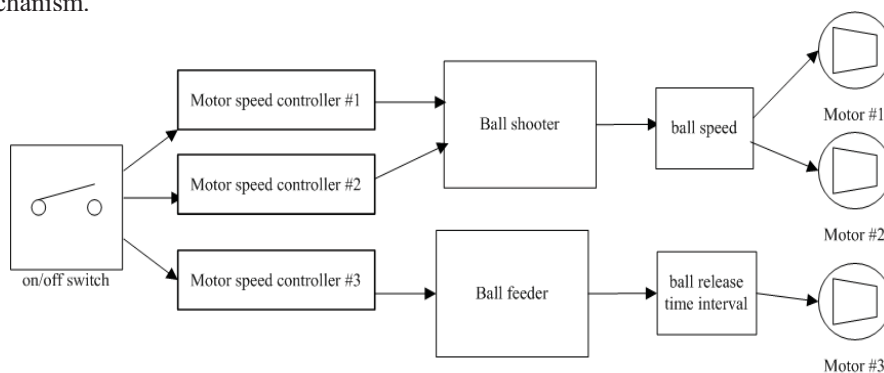 Motor speed controller #1
Ball shooter
ball speed
Motor #1
Motor speed controller #2
Motor #2
on/off switch
Motor speed controller #3
Ball feeder
ball release
time interval
Motor #3